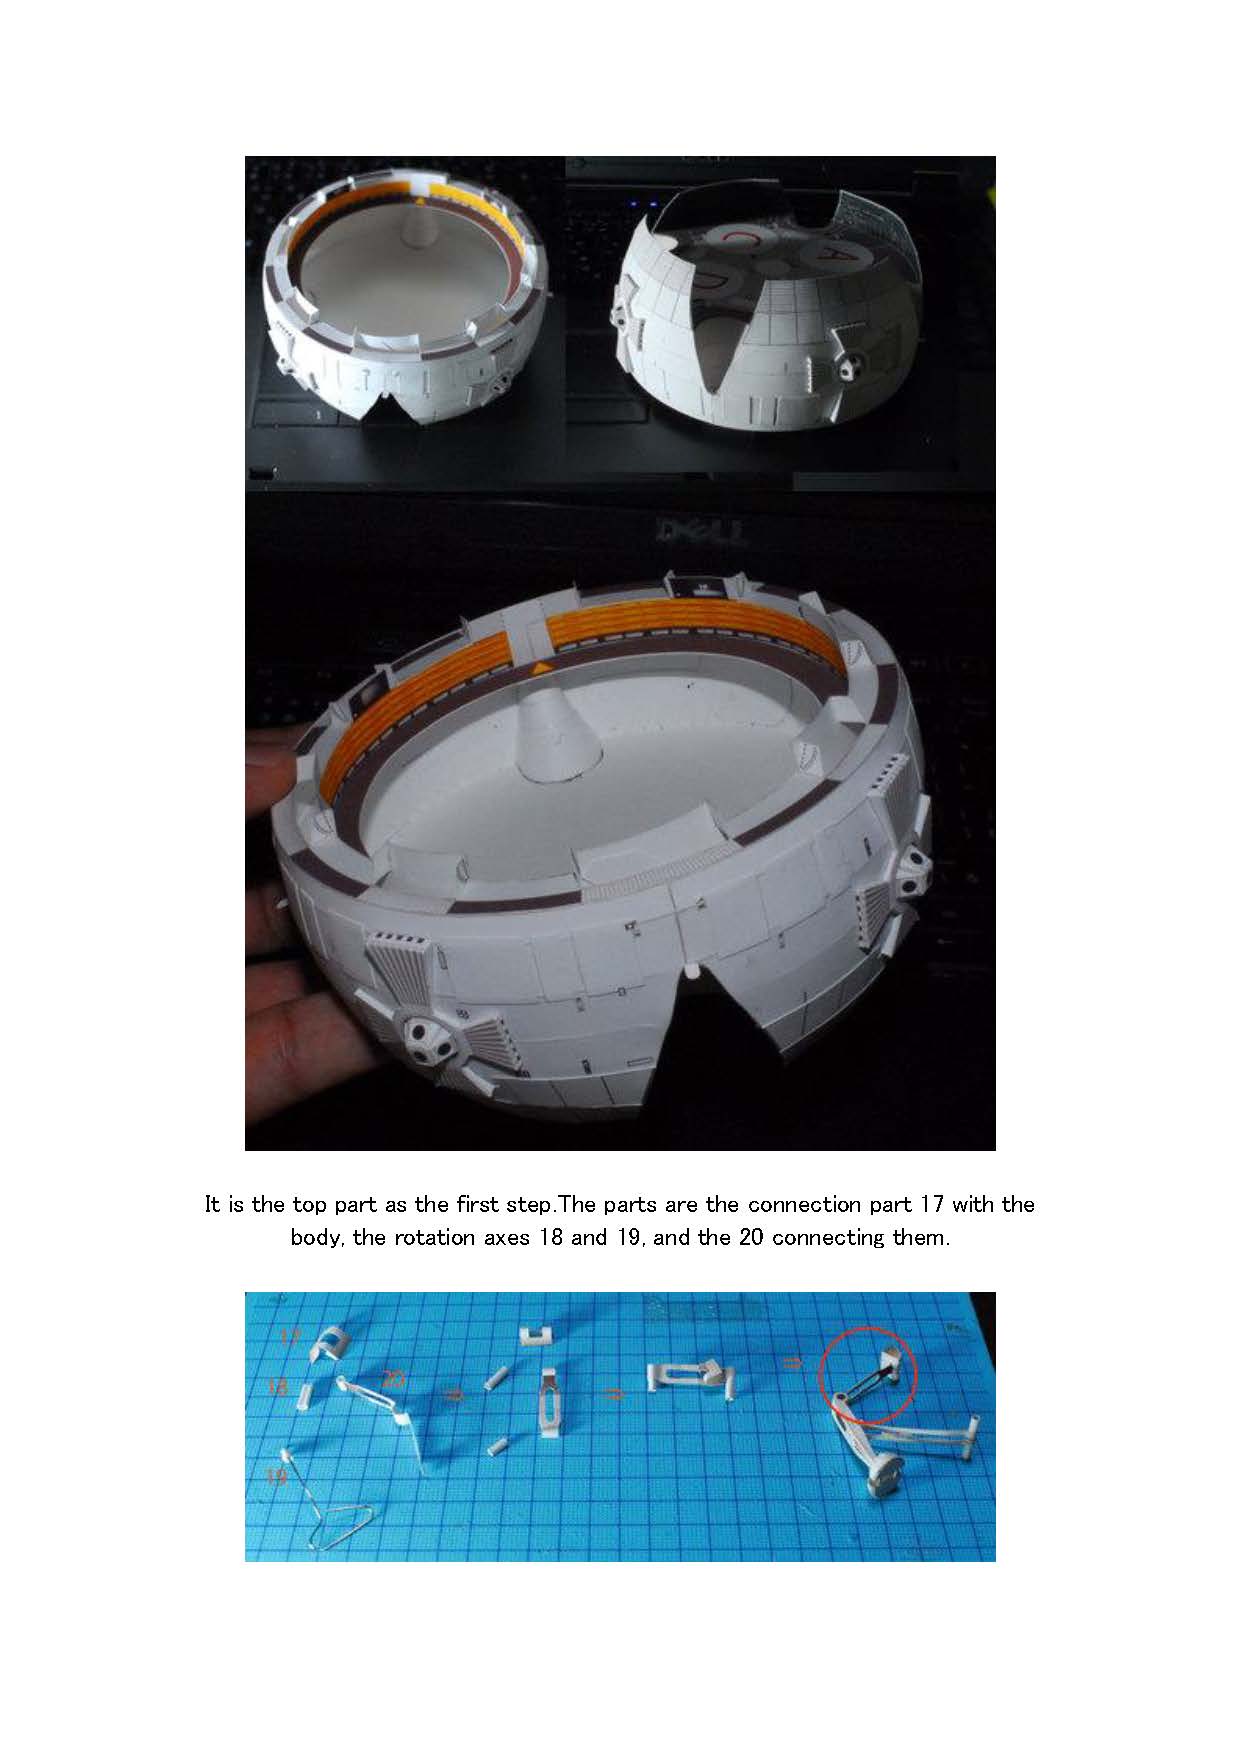 C
A
D
DELL
It is the top part as the first step.The parts are the connection part 17 with the
body, the rotation axes 18 and 19, and the 20 connecting them.
17
18
20
⇒
⇒
⇒
19